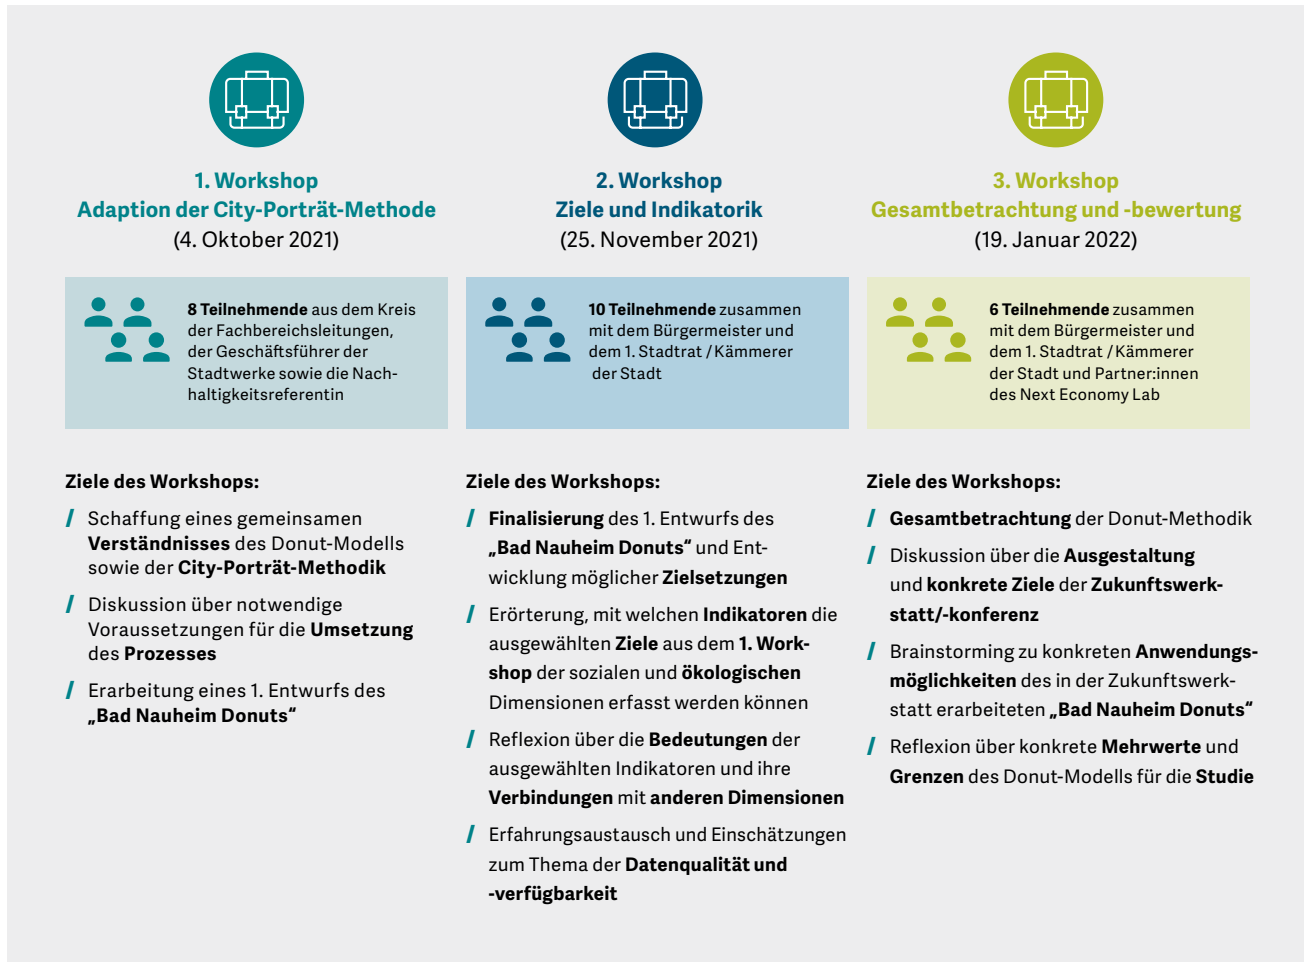 1. Workshop
Adaption der City-Porträt-Methode
(4. Oktober 2021)
8 Teilnehmende aus dem Kreis
der Fachbereichsleitungen,
der Geschäftsführer der
Stadtwerke sowie die Nach-
haltigkeitsreferentin
Ziele des Workshops:
/ Schaffung eines gemeinsamen
Verständnisses des Donut-Modells
sowie der City-Porträt-Methodik
/ Diskussion über notwendige
Voraussetzungen für die Umsetzung
des Prozesses
/ Erarbeitung eines 1. Entwurfs des
„Bad Nauheim Donuts“
2. Workshop
Ziele und Indikatorik
(25. November 2021)
10 Teilnehmende zusammen
mit dem Bürgermeister und
dem 1. Stadtrat / Kämmerer
der Stadt
Ziele des Workshops:
/ Finalisierung des 1. Entwurfs des
„Bad Nauheim Donuts“ und Ent-
wicklung möglicher Zielsetzungen
/ Erörterung, mit welchen Indikatoren die
ausgewählten Ziele aus dem 1. Work-
shop der sozialen und ökologischen
Dimensionen erfasst werden können
/ Reflexion über die Bedeutungen der
ausgewählten Indikatoren und ihre
Verbindungen mit anderen Dimensionen
/ Erfahrungsaustausch und Einschätzungen
zum Thema der Datenqualität und
-verfügbarkeit
3. Workshop
Gesamtbetrachtung und -bewertung
(19. Januar 2022)
6 Teilnehmende zusammen
mit dem Bürgermeister und
dem 1. Stadtrat / Kämmerer
der Stadt und Partner:innen
des Next Economy Lab
Ziele des Workshops:
/ Gesamtbetrachtung der Donut-Methodik
/ Diskussion über die Ausgestaltung
und konkrete Ziele der Zukunftswerk-
statt/-konferenz
/ Brainstorming zu konkreten Anwendungs-
möglichkeiten des in der Zukunftswerk-
statt erarbeiteten „Bad Nauheim Donuts“
/ Reflexion über konkrete Mehrwerte und
Grenzen des Donut-Modells für die Studie